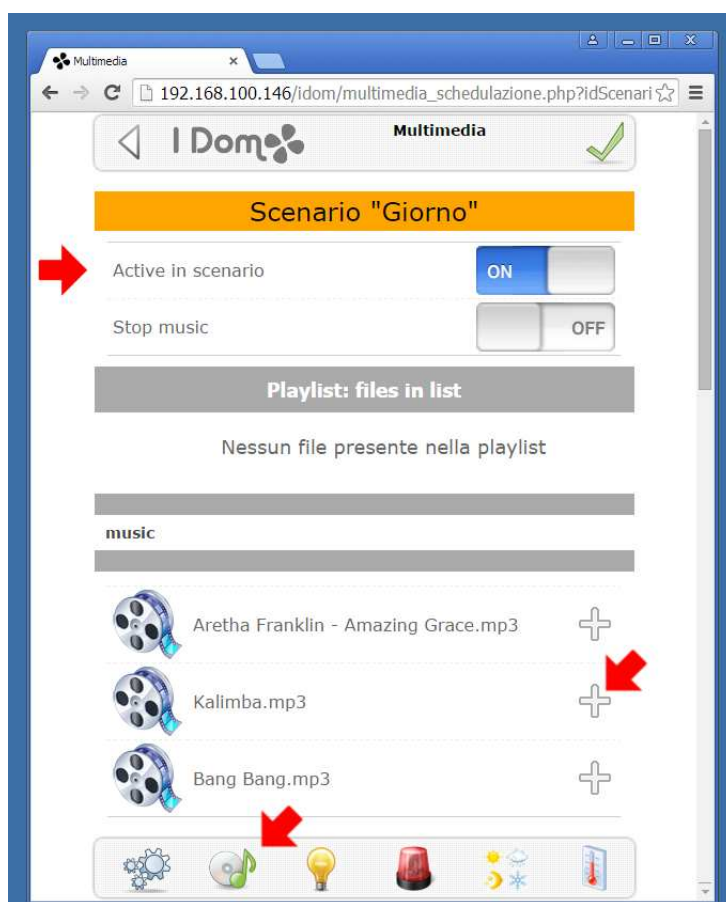 Multimedia
192.168.100.146/idom/multimedia_schedulazione.php?idScenari
I Dom
Multimedia
Scenario "Giorno"
Active in scenario ON
Stop music OFF
Playlist: files in list
Nessun file presente nella playlist
music
Aretha Franklin - Amazing Grace.mp3
Kalimba.mp3
Bang Bang.mp3